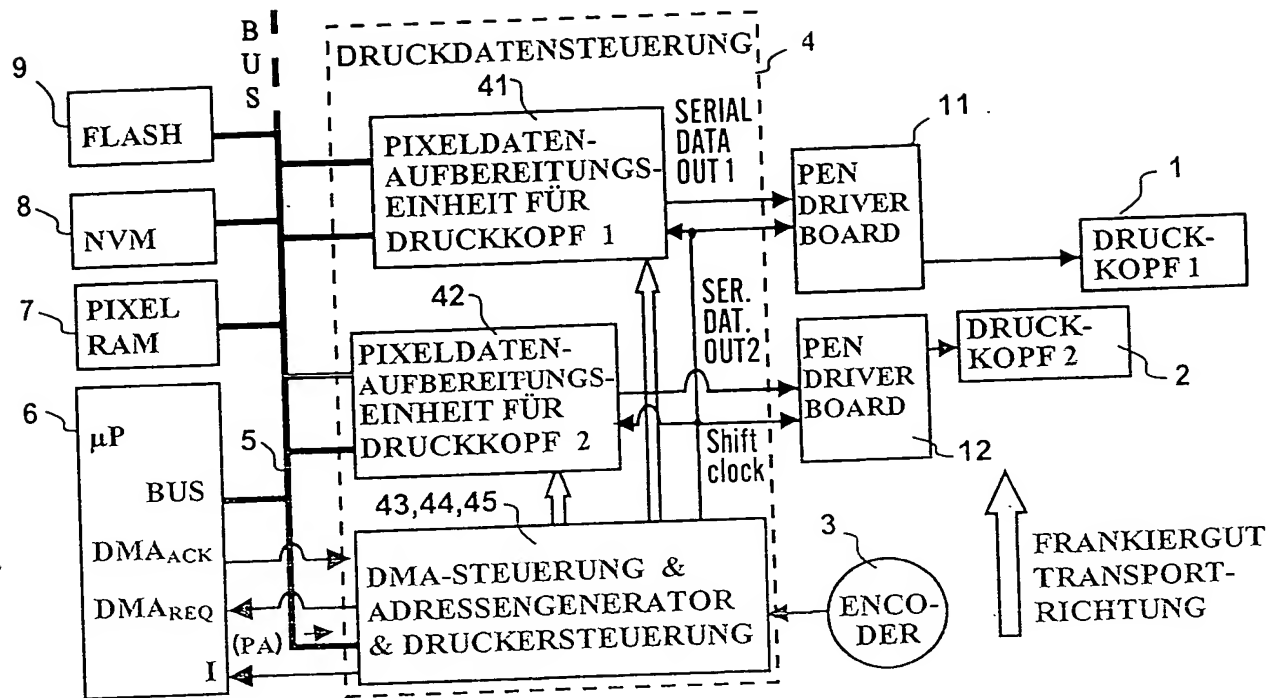 B
U
S
DRUCKDATENSTEUERUNG
4
9
FLASH
41
PIXELDATEN-
AUFBEREITUNGS-
EINHEIT FÜR
DRUCKKOPF 1
SERIAL
DATA
OUT1
11
PEN
DRIVER
BOARD
1
DRUCK-
KOPF 1
8
NVM
7
PIXEL
RAM
42
PIXELDATEN-
AUFBEREITUNGS-
EINHEIT FÜR
DRUCKKOPF 2
SER.
DAT.
OUT2
PEN
DRIVER
BOARD
12
DRUCK-
KOPF 2
2
Shift
clock
6
µP
BUS
DMAACK
DMAREQ
(PA)
I
5
43,44,45
DMA-STEUERUNG &
ADRESSENGENERATOR
& DRUCKERSTEUERUNG
3
ENCO-
DER
FRANKIERGUT
TRANSPORT-
RICHTUNG